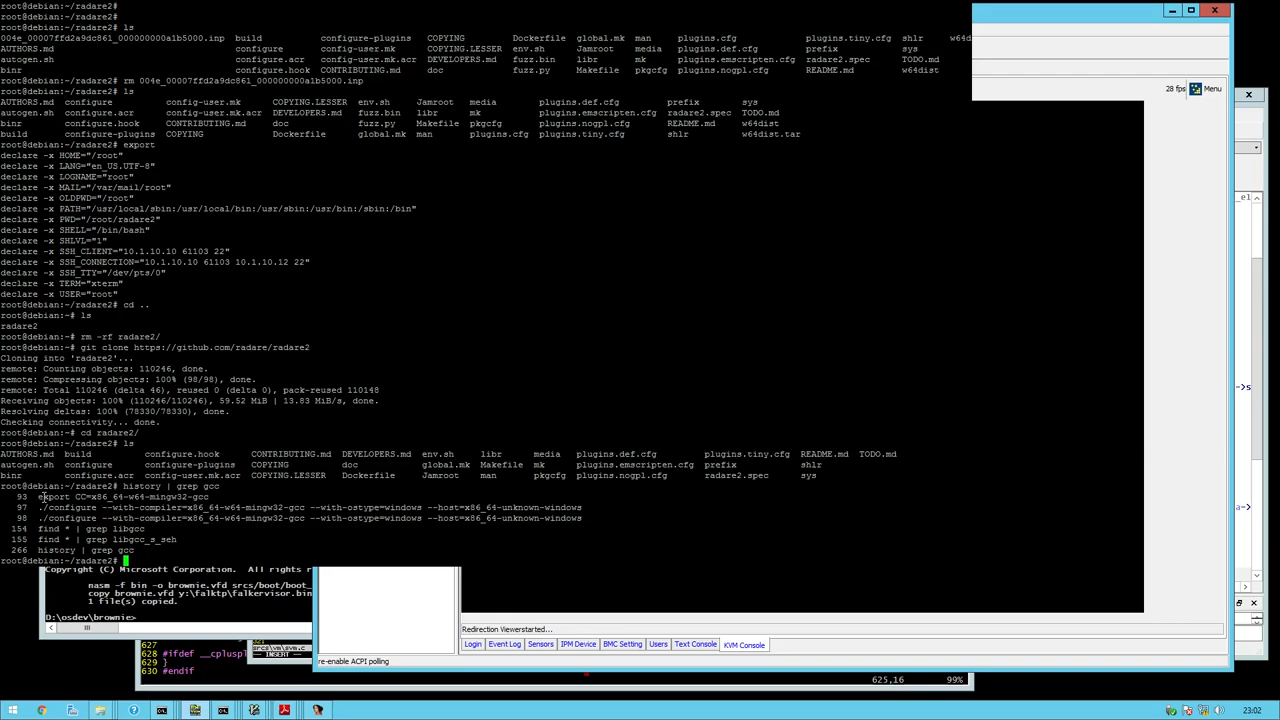 root@debian:~/radare2#
root@debian:~/radare2#
root@debian:~/radare2# ls
004e_00007ffd2a9dc861_000000000a1b5000.inp  build              configure-plugins  COPYING          Dockerfile  global.mk  man        plugins.cfg             plugins.tiny.cfg  shlr    w64d
AUTHORS.md                                  configure          config-user.mk     COPYING.LESSER   env.sh      Jamroot    media      plugins.def.cfg         prefix            sys
autogen.sh                                  configure.acr      config-user.mk.acr DEVELOPERS.md    fuzz.bin    libr       mk         plugins.emscripten.cfg  radare2.spec      TODO.md
binr                                        configure.hook     CONTRIBUTING.md    doc              fuzz.py     Makefile   pkgcfg     plugins.nogpl.cfg       README.md         w64dist
root@debian:~/radare2# rm 004e_00007ffd2a9dc861_000000000a1b5000.inp
root@debian:~/radare2# ls
AUTHORS.md  configure          config-user.mk      COPYING.LESSER  env.sh     Jamroot   media        plugins.def.cfg         prefix        sys
autogen.sh  configure.acr      config-user.mk.acr  DEVELOPERS.md   fuzz.bin   libr      mk           plugins.emscripten.cfg  radare2.spec  TODO.md
binr        configure.hook     CONTRIBUTING.md     doc             fuzz.py    Makefile  pkgcfg       plugins.nogpl.cfg       README.md     w64dist
build       configure-plugins  COPYING             Dockerfile      global.mk  man       plugins.cfg  plugins.tiny.cfg        shlr          w64dist.tar
root@debian:~/radare2# export
declare -x HOME="/root"
declare -x LANG="en_US.UTF-8"
declare -x LOGNAME="root"
declare -x MAIL="/var/mail/root"
declare -x OLDPWD="/root"
declare -x PATH="/usr/local/sbin:/usr/local/bin:/usr/sbin:/usr/bin:/sbin:/bin"
declare -x PWD="/root/radare2"
declare -x SHELL="/bin/bash"
declare -x SHLVL="1"
declare -x SSH_CLIENT="10.1.10.10 61103 22"
declare -x SSH_CONNECTION="10.1.10.10 61103 10.1.10.12 22"
declare -x SSH_TTY="/dev/pts/0"
declare -x TERM="xterm"
declare -x USER="root"
root@debian:~/radare2# cd ..
root@debian:~# ls
radare2
root@debian:~# rm -rf radare2/
root@debian:~# git clone https://github.com/radare/radare2
Cloning into 'radare2'...
remote: Counting objects: 110246, done.
remote: Compressing objects: 100% (98/98), done.
remote: Total 110246 (delta 46), reused 0 (delta 0), pack-reused 110148
Receiving objects: 100% (110246/110246), 59.52 MiB | 13.83 MiB/s, done.
Resolving deltas: 100% (78330/78330), done.
Checking connectivity... done.
root@debian:~# cd radare2/
root@debian:~/radare2# ls
AUTHORS.md  build          configure.hook      CONTRIBUTING.md  env.sh     libr      media   plugins.def.cfg         plugins.tiny.cfg  README.md  TODO.md
autogen.sh  configure      configure-plugins   COPYING          doc        global.mk  Makefile  mk      plugins.emscripten.cfg  prefix            shlr
binr        configure.acr  config-user.mk.acr  COPYING.LESSER   Dockerfile  Jamroot   man       pkgcfg  plugins.nogpl.cfg       radare2.spec      sys
root@debian:~/radare2# history | grep gcc
93  export CC=x86_64-w64-mingw32-gcc
97  ./configure --with-compiler=x86_64-w64-mingw32-gcc --with-ostype=windows --host=x86_64-unknown-windows
98  ./configure --with-compiler=x86_64-w64-mingw32-gcc --with-ostype=windows --host=x86_64-unknown-windows
154  find * | grep libgcc
155  find * | grep libgcc_s_seh
266  history | grep gcc
root@debian:~/radare2#
28 fps Menu
_el
->s
a->
Copyright (C) Microsoft Corporation.  All r
nasm -f bin -o brownie.vfd srcs/boot/boot_
copy brownie.vfd y:\falktp\falkervisor.bin
1 file(s) copied.
D:\osdev\brownie>
Redirection Viewerstarted...
Login Event Log Sensors IPM Device BMC Setting Users Text Console KVM Console
re-enable ACPI polling
627
628 #ifdef __cpluspl
629 }
630 #endif
srcs\vm\svm.c
-- INSERT --
625,16 99%
23:02